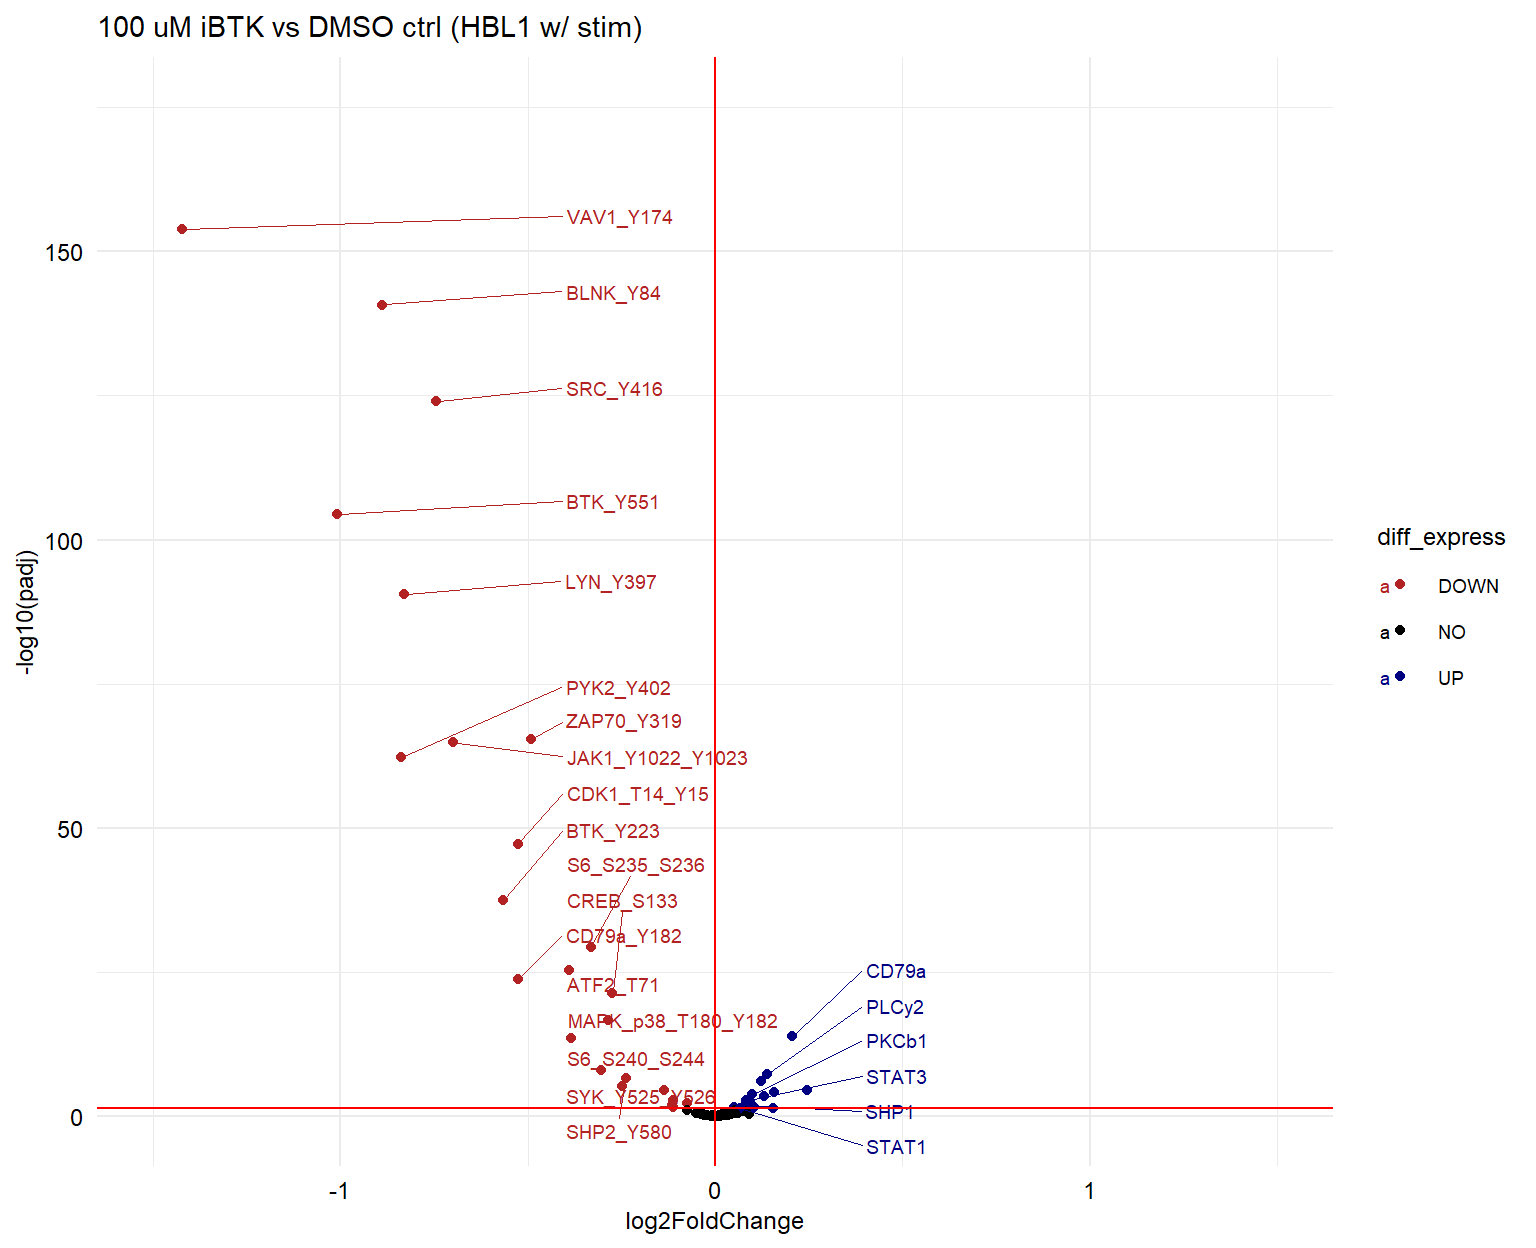 100 uM iBTK vs DMSO ctrl (HBL1 w/ stim)
-log10(padj)
150
100
50
0
VAV1_Y174
BLNK_Y84
SRC_Y416
BTK_Y551
LYN_Y397
PYK2_Y402
ZAP70_Y319
JAK1_Y1022_Y1023
CDK1_T14_Y15
BTK_Y223
S6_S235_S236
CREB_S133
CD79a_Y182
ATF2_T71
MAPK_p38_T180_Y182
S6_S240_S244
SYK_Y525_Y526
SHP2_Y580
CD79a
PLCy2
PKCb1
STAT3
SHP1
STAT1
-1
0
1
log2FoldChange
diff_express
a DOWN
a NO
a UP